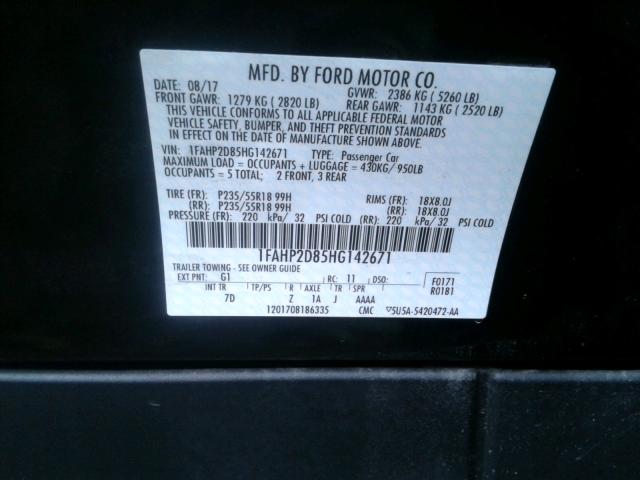 MFD. BY FORD MOTOR CO.
DATE: 08/17 GVWR: 2386 KG ( 5260 LB)
FRONT GAWR: 1279 KG ( 2820 LB) REAR GAWR: 1143 KG ( 2520 LB)
THIS VEHICLE CONFORMS TO ALL APPLICABLE FEDERAL MOTOR
VEHICLE SAFETY, BUMPER, AND THEFT PREVENTION STANDARDS
IN EFFECT ON THE DATE OF MANUFACTURE SHOWN ABOVE.
VIN: 1FAHP2D85HG142671 TYPE: Passenger Car
MAXIMUM LOAD = OCCUPANTS + LUGGAGE = 430KG/ 950LB
OCCUPANTS = 5 TOTAL; 2 FRONT, 3 REAR
TIRE (FR): P235/55R18 99H RIMS (FR): 18X8.0J
(RR): P235/55R18 99H (RR): 18X8.0J
PRESSURE (FR): 220 kPa/ 32 PSI COLD (RR): 220 kPa/ 32 PSI COLD
1FAHP2D85HG142671
TRAILER TOWING - SEE OWNER GUIDE
EXT PNT: G1 RC: 11 DSO: F0171
INT TR TP/PS R AXLE TR SPR R0181
7D Z 1A J AAAA
1201708186335 CMC 5U5A-5420472-AA